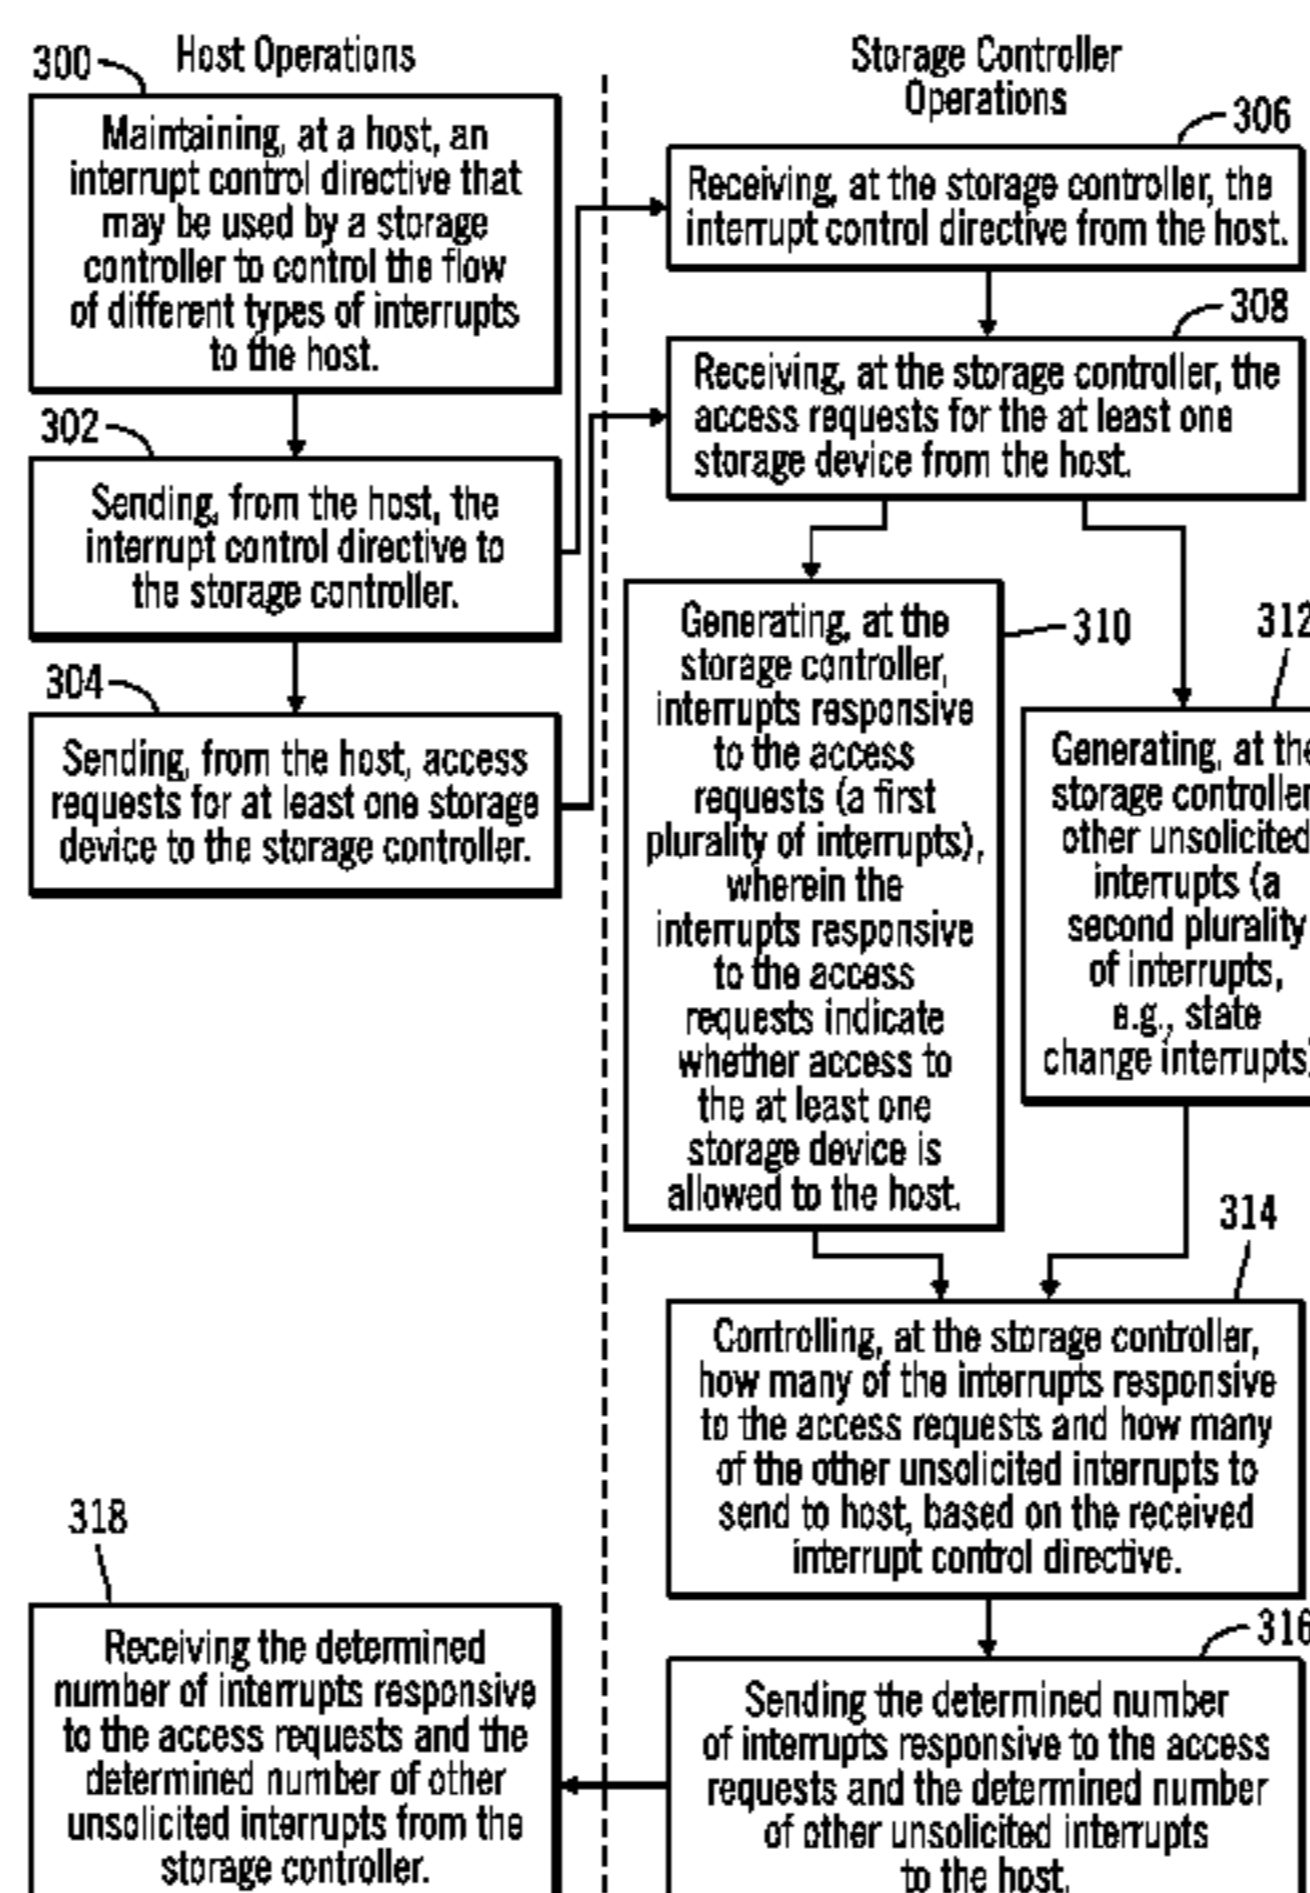 Host Operations
300
Maintaining, at a host, an
interrupt control directive that
may be used by a storage
controller to control the flow
of different types of interrupts
to the host.
302
Sending, from the host, the
interrupt control directive to
the storage controller.
304
Sending, from the host, access
requests for at least one storage
device to the storage controller.
Storage Controller
Operations
306
Receiving, at the storage controller, the
interrupt control directive from the host.
308
Receiving, at the storage controller, the
access requests for the at least one
storage device from the host.
310
Generating, at the
storage controller,
interrupts responsive
to the access
requests (a first
plurality of interrupts),
wherein the
interrupts responsive
to the access
requests indicate
whether access to
the at least one
storage device is
allowed to the host.
312
Generating, at the
storage controller
other unsolicited
interrupts (a
second plurality
of interrupts,
e.g., state
change interrupts)
314
Controlling, at the storage controller,
how many of the interrupts responsive
to the access requests and how many
of the other unsolicited interrupts to
send to host, based on the received
interrupt control directive.
316
Sending the determined number
of interrupts responsive to the access
requests and the determined number
of other unsolicited interrupts
to the host.
318
Receiving the determined
number of interrupts responsive
to the access requests and the
determined number of other
unsolicited interrupts from the
storage controller.